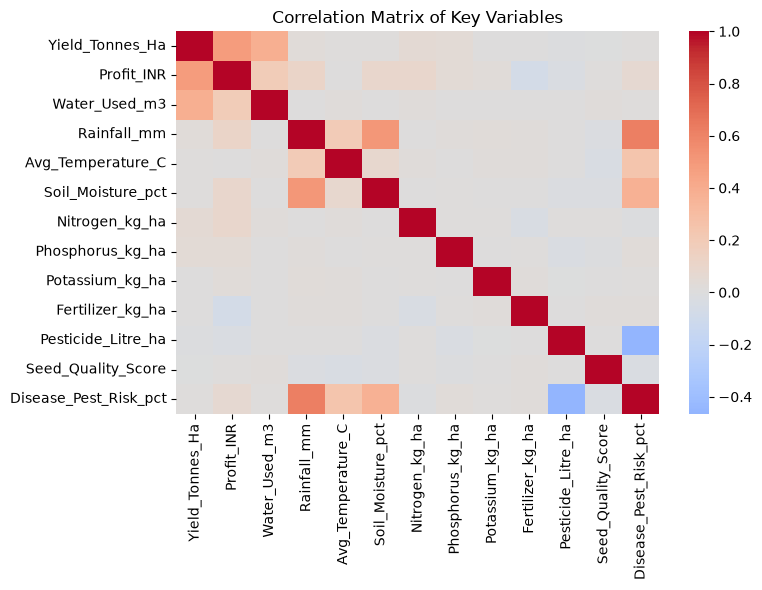 Correlation Matrix of Key Variables
Yield_Tonnes_Ha
Profit_INR
Water_Used_m3
Rainfall_mm
Avg_Temperature_C
Soil_Moisture_pct
Nitrogen_kg_ha
Phosphorus_kg_ha
Potassium_kg_ha
Fertilizer_kg_ha
Pesticide_Litre_ha
Seed_Quality_Score
Disease_Pest_Risk_pct
Yield_Tonnes_Ha
Profit_INR
Water_Used_m3
Rainfall_mm
Avg_Temperature_C
Soil_Moisture_pct
Nitrogen_kg_ha
Phosphorus_kg_ha
Potassium_kg_ha
Fertilizer_kg_ha
Pesticide_Litre_ha
Seed_Quality_Score
Disease_Pest_Risk_pct
1.0
0.8
0.6
0.4
0.2
0.0
−0.2
−0.4